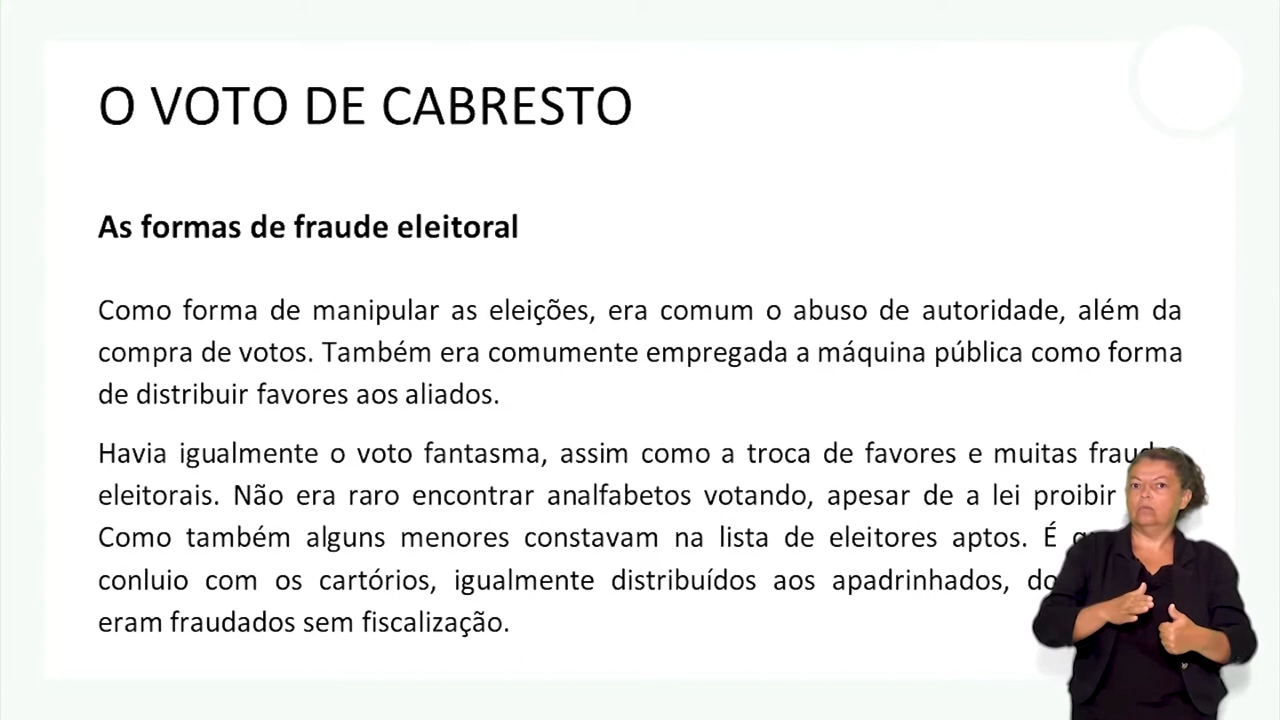 O VOTO DE CABRESTO
As formas de fraude eleitoral
Como forma de manipular as eleições, era comum o abuso de autoridade, além da
compra de votos. Também era comumente empregada a máquina pública como forma
de distribuir favores aos aliados.
Havia igualmente o voto fantasma, assim como a troca de favores e muitas
eleitorais. Não era raro encontrar analfabetos votando, apesar de a lei proibir
Como também alguns menores constavam na lista de eleitores aptos. É
conluio com os cartórios, igualmente distribuídos aos apadrinhados,
eram fraudados sem fiscalização.